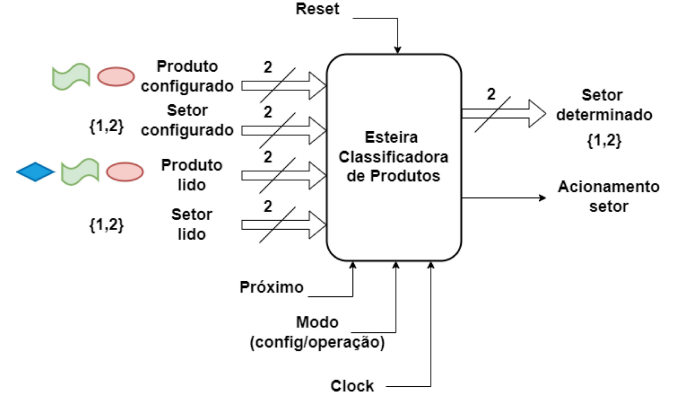 Reset
Produto
configurado
2
Setor
configurado
2
{1,2}
Produto
lido
2
Setor
lido
2
{1,2}
Esteira
Classificadora
de Produtos
2
Setor
determinado
{1,2}
Acionamento
setor
Próximo
Modo
(config/operação)
Clock